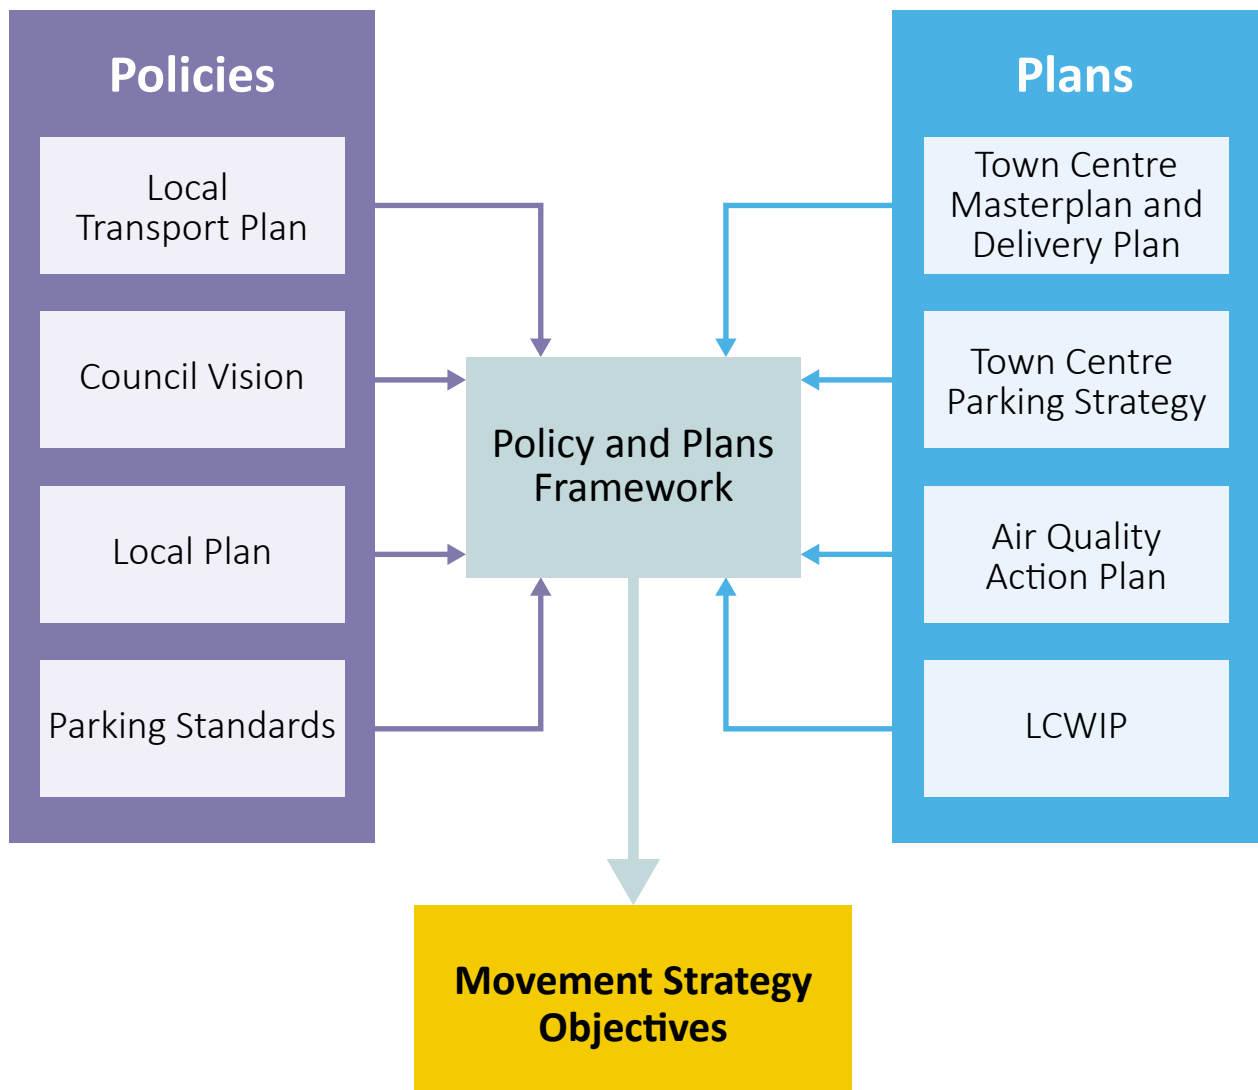 Policies
Local
Transport Plan
Council Vision
Local Plan
Parking Standards
Policy and Plans
Framework
Plans
Town Centre
Masterplan and
Delivery Plan
Town Centre
Parking Strategy
Air Quality
Action Plan
LCWIP
Movement Strategy
Objectives